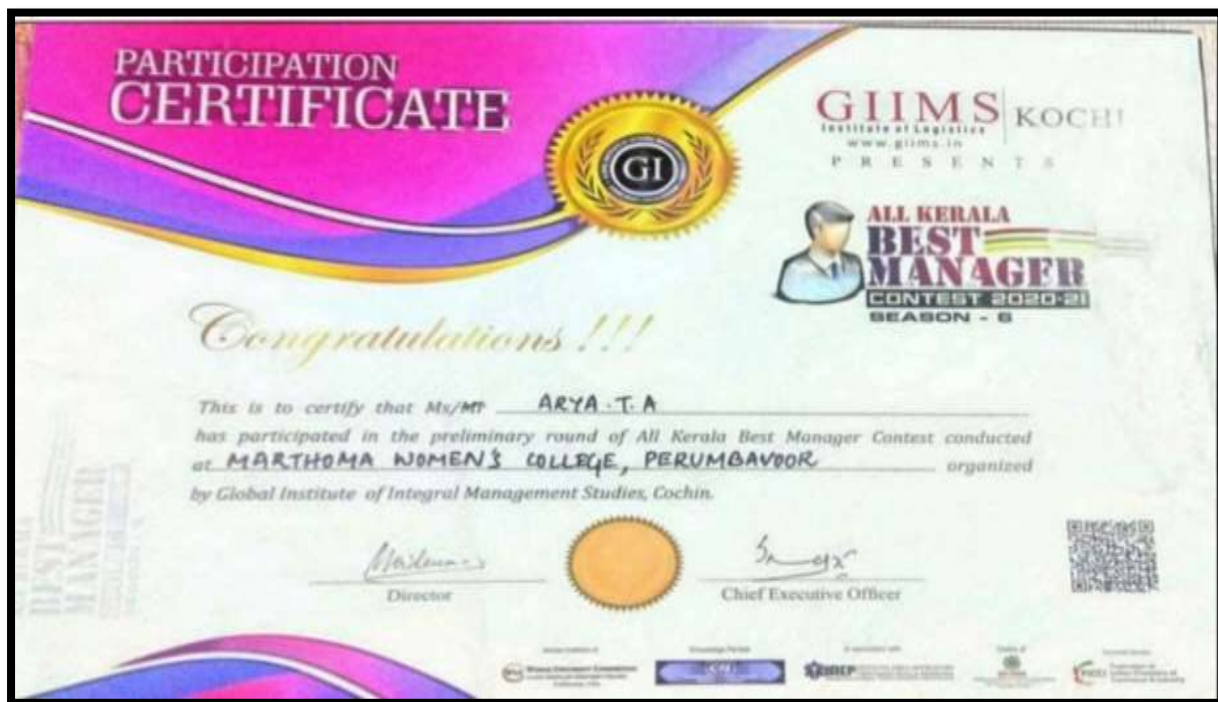 PARTICIPATION
CERTIFICATE
GI
GIIMS KOCHI
Institute of Logistics
www.giims.in
PRESENTS
ALL KERALA
BEST
MANAGER
CONTEST 2020-21
SEASON - 6
Congratulations !!!
This is to certify that Ms/Mr ARYA.T.A
has participated in the preliminary round of All Kerala Best Manager Contest conducted
at MARTHOMA WOMEN'S COLLEGE, PERUMBAVOOR organized
by Global Institute of Integral Management Studies, Cochin.
Director
Chief Executive Officer
BEST
MANAGER